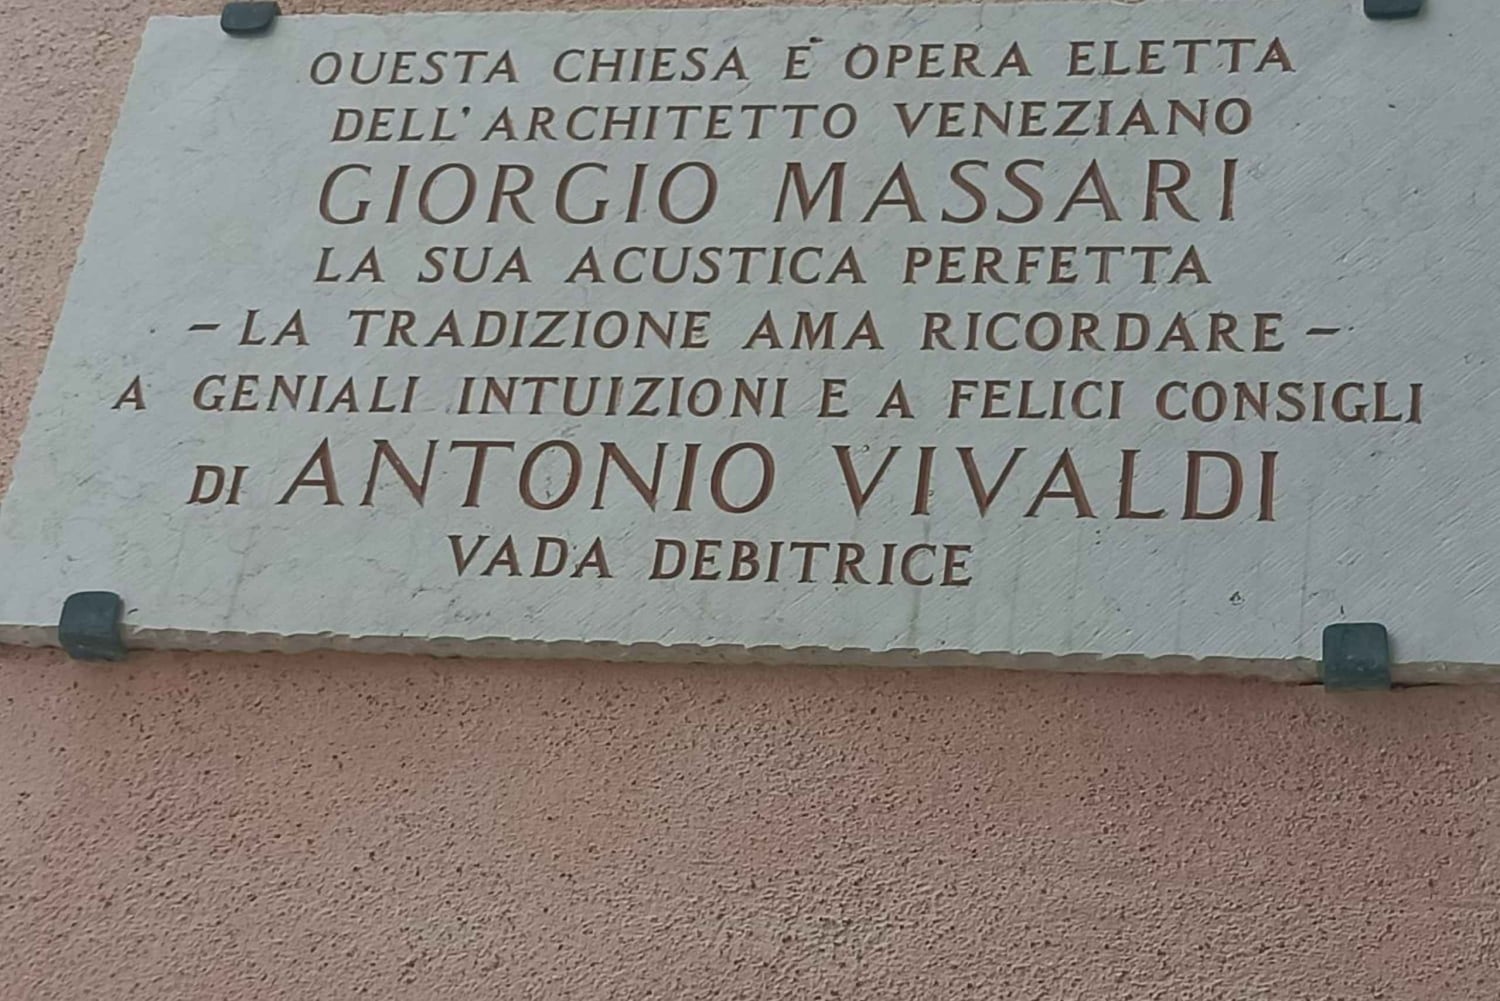 QUESTA CHIESA È OPERA ELETTA
DELL'ARCHITETTO VENEZIANO
GIORGIO MASSARI
LA SUA ACUSTICA PERFETTA
– LA TRADIZIONE AMA RICORDARE –
A GENIALI INTUIZIONI E A FELICI CONSIGLI
DI ANTONIO VIVALDI
VADA DEBITRICE